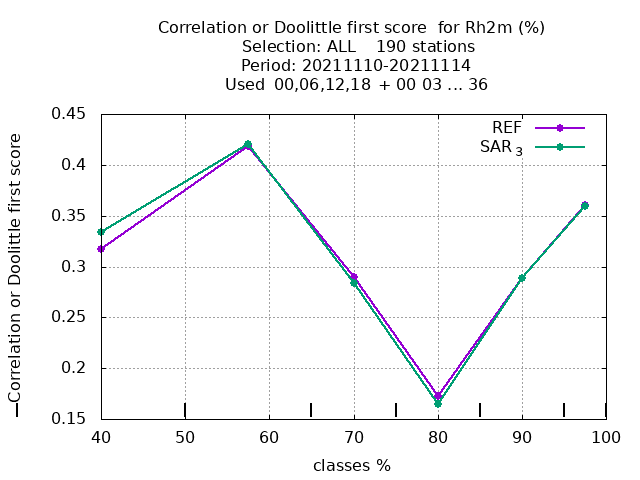 Correlation or Doolittle first score  for Rh2m (%)
Selection: ALL    190 stations
Period: 20211110-20211114
Used  00,06,12,18  + 00 03 ... 36
REF
SAR 3
Correlation or Doolittle first score
0.45
0.4
0.35
0.3
0.25
0.2
0.15
40 50 60 70 80 90 100
classes %